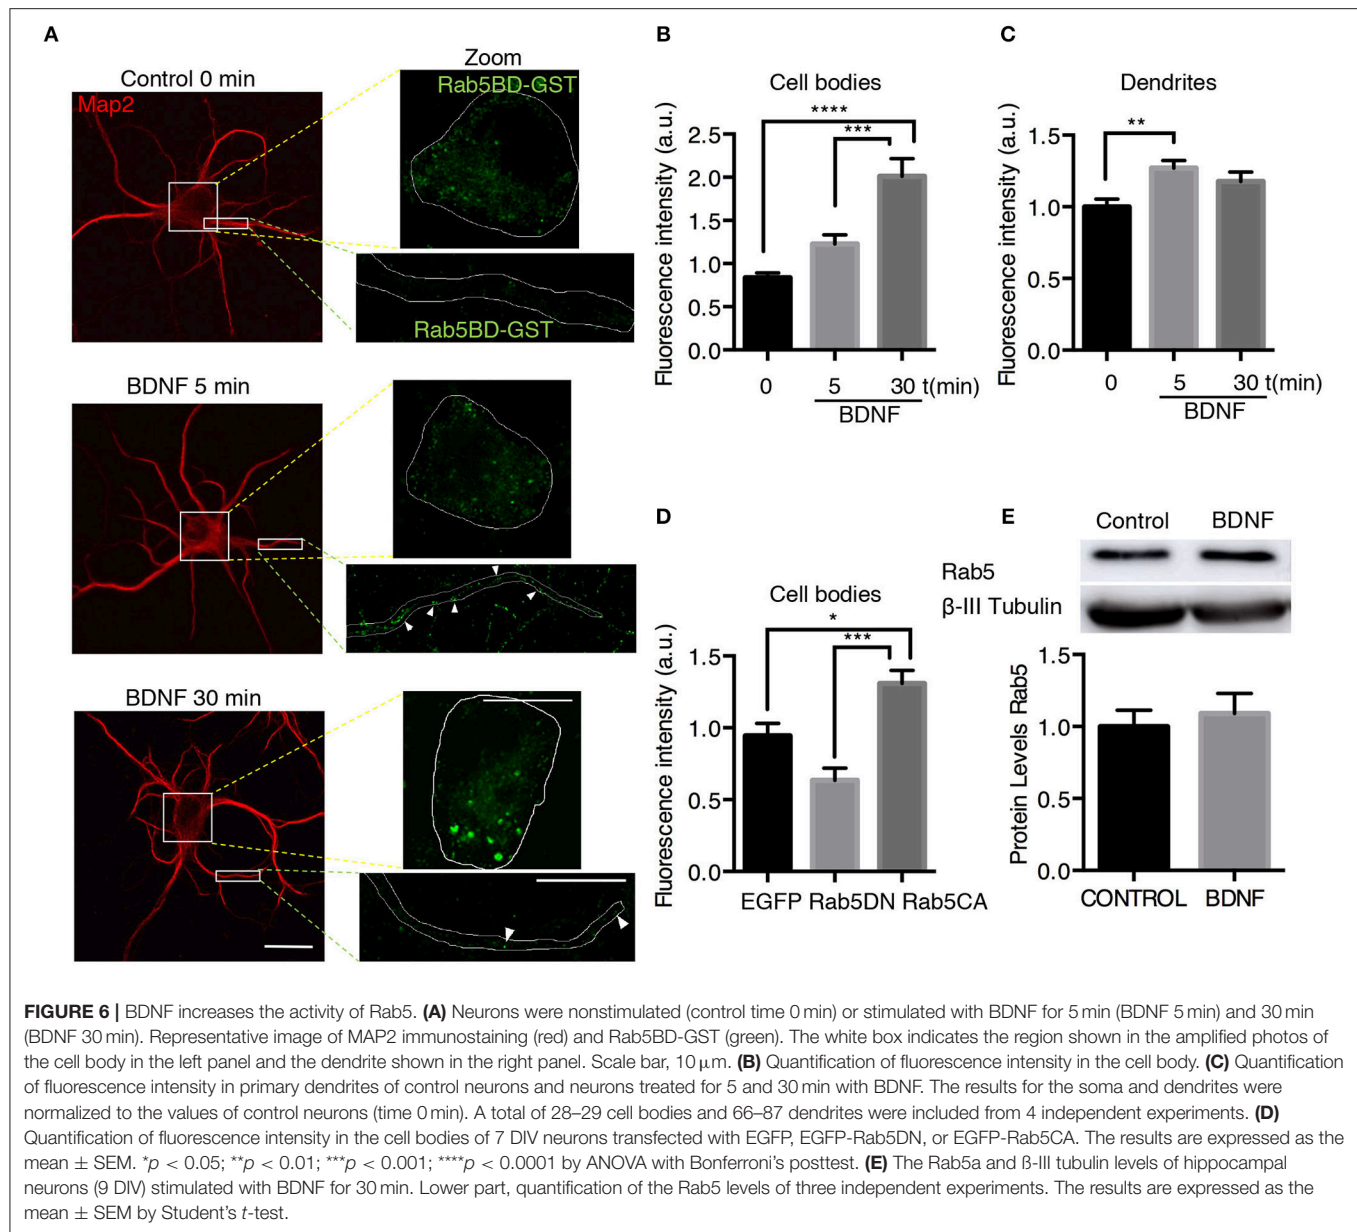 A
Control 0 min
Map2
Zoom
Rab5BD-GST
Rab5BD-GST
BDNF 5 min
BDNF 30 min
B
Cell bodies
****
***
Fluorescence intensity (a.u.)
2.5
2.0
1.5
1.0
0.5
0.0
0 5 30 t(min)
BDNF
C
Dendrites
**
Fluorescence intensity (a.u.)
1.5
1.0
0.5
0.0
0 5 30 t(min)
BDNF
D
Cell bodies
*
***
Fluorescence intensity (a.u.)
1.5
1.0
0.5
0.0
EGFP Rab5DN Rab5CA
E
Control BDNF
Rab5
β-III Tubulin
Protein Levels Rab5
1.5
1.0
0.5
0.0
CONTROL BDNF
FIGURE 6 | BDNF increases the activity of Rab5. (A) Neurons were nonstimulated (control time 0 min) or stimulated with BDNF for 5 min (BDNF 5 min) and 30 min
(BDNF 30 min). Representative image of MAP2 immunostaining (red) and Rab5BD-GST (green). The white box indicates the region shown in the amplified photos of
the cell body in the left panel and the dendrite shown in the right panel. Scale bar, 10 μm. (B) Quantification of fluorescence intensity in the cell body. (C) Quantification
of fluorescence intensity in primary dendrites of control neurons and neurons treated for 5 and 30 min with BDNF. The results for the soma and dendrites were
normalized to the values of control neurons (time 0 min). A total of 28–29 cell bodies and 66–87 dendrites were included from 4 independent experiments. (D)
Quantification of fluorescence intensity in the cell bodies of 7 DIV neurons transfected with EGFP, EGFP-Rab5DN, or EGFP-Rab5CA. The results are expressed as the
mean ± SEM. *p < 0.05; **p < 0.01; ***p < 0.001; ****p < 0.0001 by ANOVA with Bonferroni's posttest. (E) The Rab5a and ß-III tubulin levels of hippocampal
neurons (9 DIV) stimulated with BDNF for 30 min. Lower part, quantification of the Rab5 levels of three independent experiments. The results are expressed as the
mean ± SEM by Student's t-test.